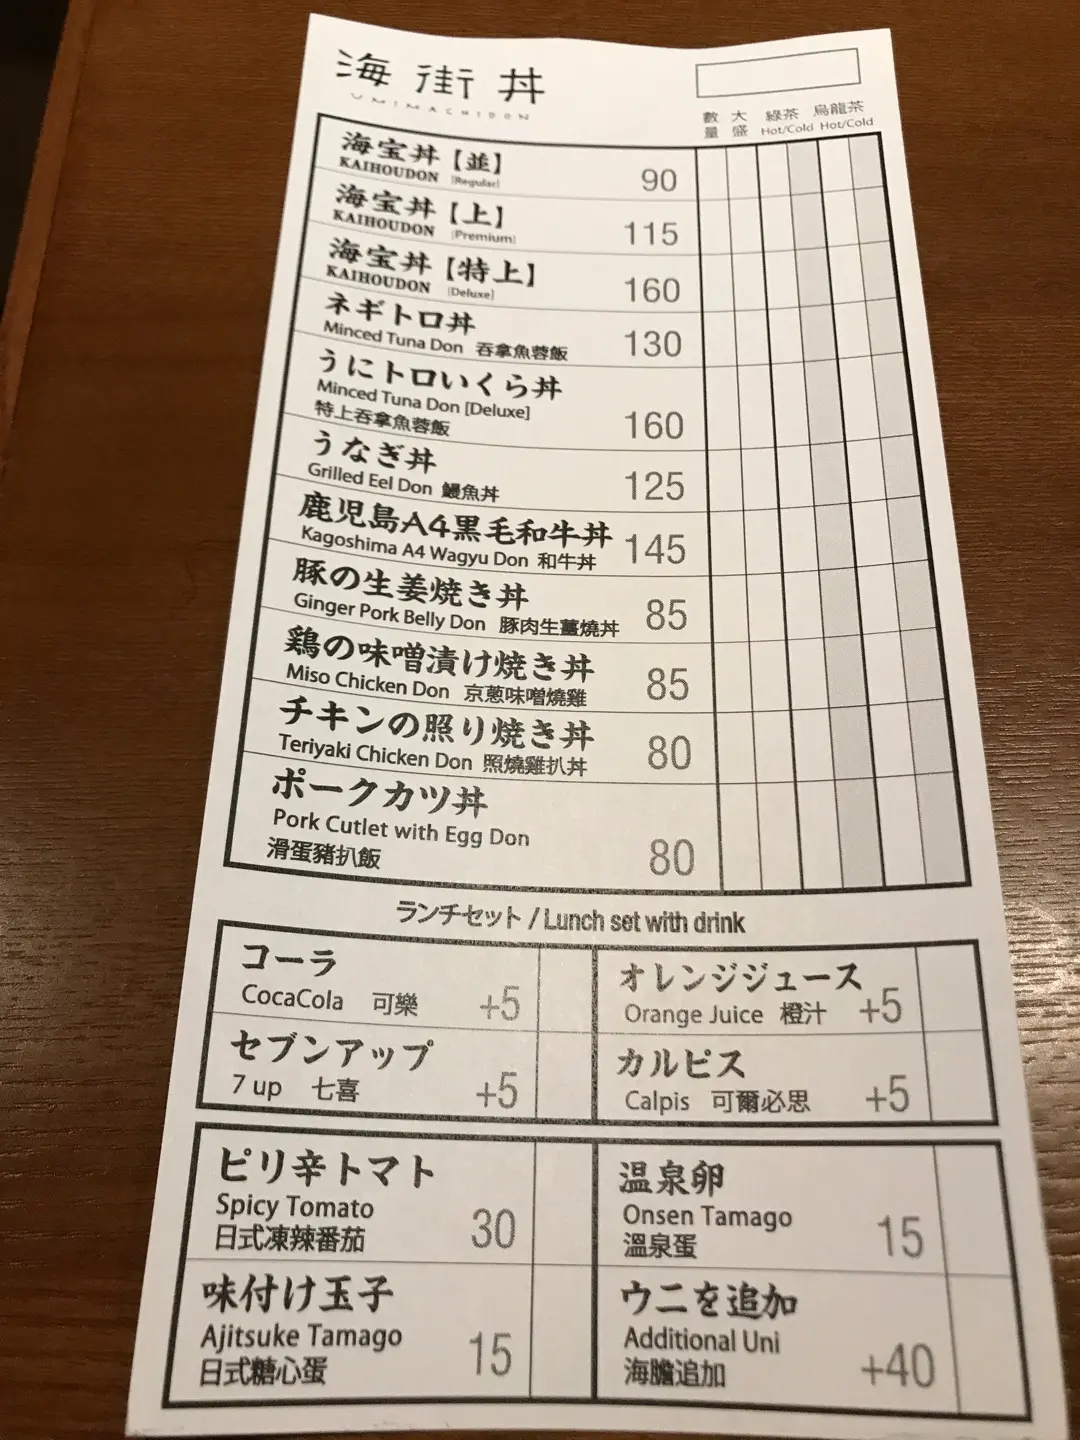 海街丼
UMIMACHIDON
數量 大盛 綠茶 烏龍茶
Hot/Cold Hot/Cold
海宝丼【並】
KAIHOUDON [Regular] 90
海宝丼【上】
KAIHOUDON [Premium] 115
海宝丼【特上】
KAIHOUDON [Deluxe] 160
ネギトロ丼
Minced Tuna Don 吞拿魚蓉飯 130
うにトロいくら丼
Minced Tuna Don [Deluxe]
特上吞拿魚蓉飯 160
うなぎ丼
Grilled Eel Don 鰻魚丼 125
鹿児島A4黒毛和牛丼
Kagoshima A4 Wagyu Don 和牛丼 145
豚の生姜焼き丼
Ginger Pork Belly Don 豚肉生薑燒丼 85
鶏の味噌漬け焼き丼
Miso Chicken Don 京葱味噌燒雞 85
チキンの照り焼き丼
Teriyaki Chicken Don 照燒雞扒丼 80
ポークカツ丼
Pork Cutlet with Egg Don
滑蛋豬扒飯 80
ランチセット / Lunch set with drink
コーラ
CocaCola 可樂 +5
オレンジジュース
Orange Juice 橙汁 +5
セブンアップ
7 up 七喜 +5
カルピス
Calpis 可爾必思 +5
ピリ辛トマト
Spicy Tomato
日式凍辣番茄 30
温泉卵
Onsen Tamago
溫泉蛋 15
味付け玉子
Ajitsuke Tamago
日式糖心蛋 15
ウニを追加
Additional Uni
海膽追加 +40